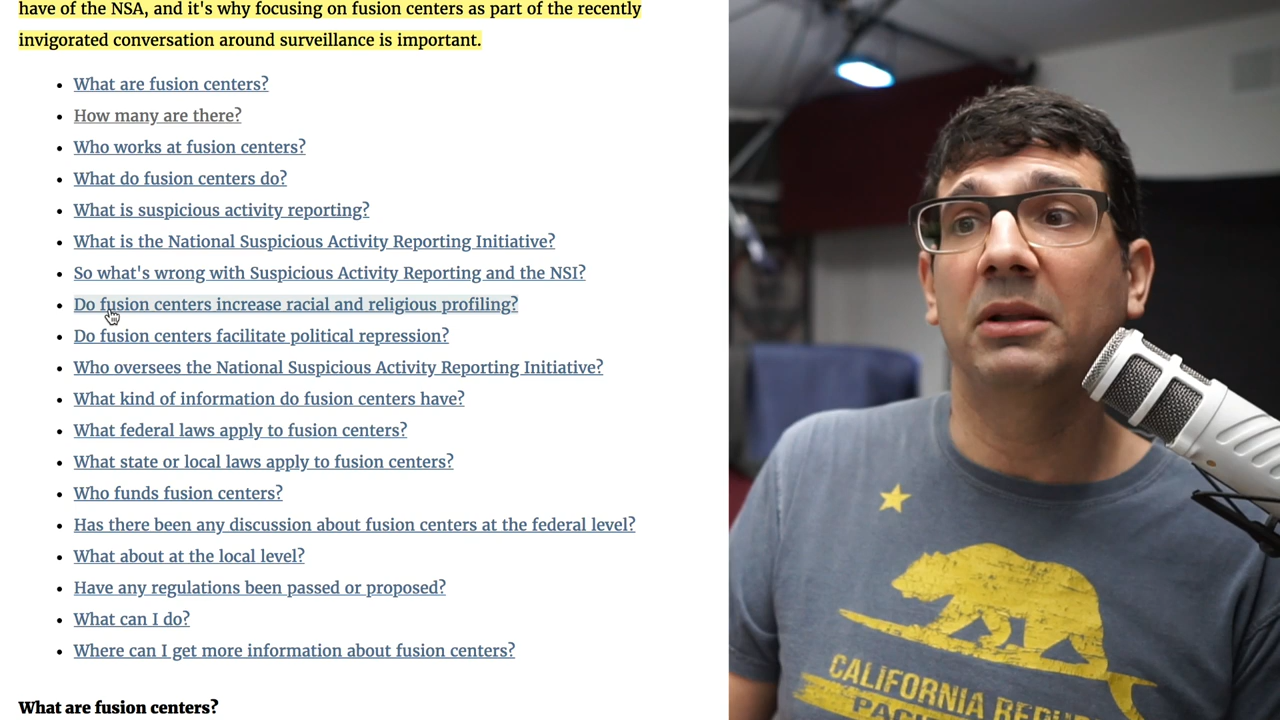 have of the NSA, and it's why focusing on fusion centers as part of the recently
invigorated conversation around surveillance is important.
What are fusion centers?
How many are there?
Who works at fusion centers?
What do fusion centers do?
What is suspicious activity reporting?
What is the National Suspicious Activity Reporting Initiative?
So what's wrong with Suspicious Activity Reporting and the NSI?
Do fusion centers increase racial and religious profiling?
Do fusion centers facilitate political repression?
Who oversees the National Suspicious Activity Reporting Initiative?
What kind of information do fusion centers have?
What federal laws apply to fusion centers?
What state or local laws apply to fusion centers?
Who funds fusion centers?
Has there been any discussion about fusion centers at the federal level?
What about at the local level?
Have any regulations been passed or proposed?
What can I do?
Where can I get more information about fusion centers?
What are fusion centers?
CALIFORNIA REPU
PACI